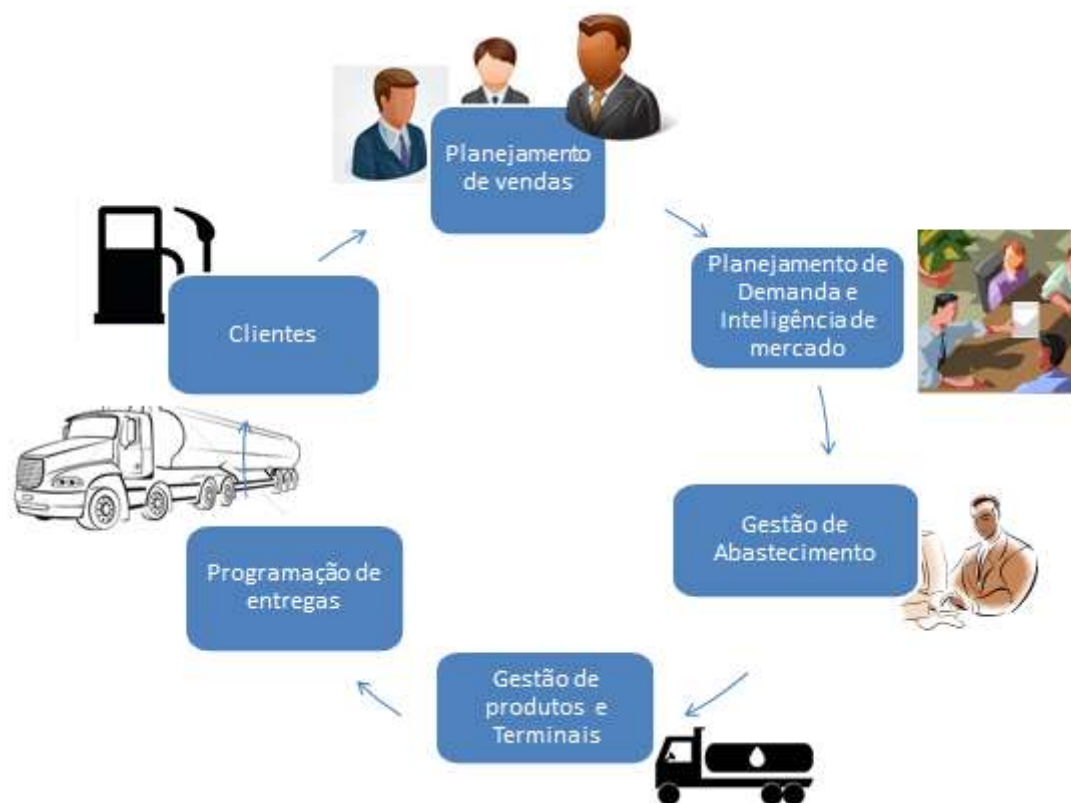 Planejamento
de vendas
Planejamento de
Demanda e
Inteligência de
mercado
Gestão de
Abastecimento
Gestão de
produtos e
Terminais
Programação de
entregas
Clientes